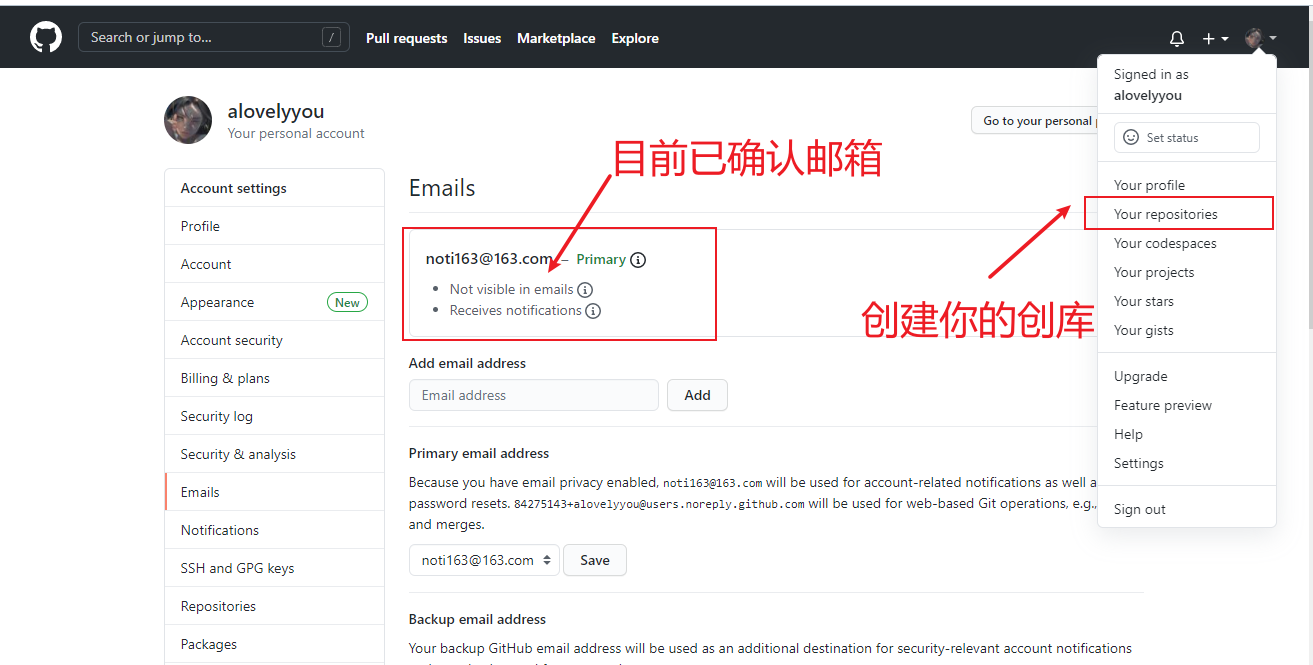 Search or jump to...
/
Pull requests
Issues
Marketplace
Explore
Signed in as
alovelyyou
Set status
Your profile
Your repositories
Your codespaces
Your projects
Your stars
Your gists
Upgrade
Feature preview
Help
Settings
Sign out
alovelyyou
Your personal account
Go to your personal
目前已确认邮箱
创建你的创库
Account settings
Profile
Account
Appearance
New
Account security
Billing & plans
Security log
Security & analysis
Emails
Notifications
SSH and GPG keys
Repositories
Packages
Emails
noti163@163.com – Primary
Not visible in emails
Receives notifications
Add email address
Email address
Add
Primary email address
Because you have email privacy enabled, noti163@163.com will be used for account-related notifications as well a
password resets. 84275143+alovelyyou@users.noreply.github.com will be used for web-based Git operations, e.g.,
and merges.
noti163@163.com
Save
Backup email address
Your backup GitHub email address will be used as an additional destination for security-relevant account notifications